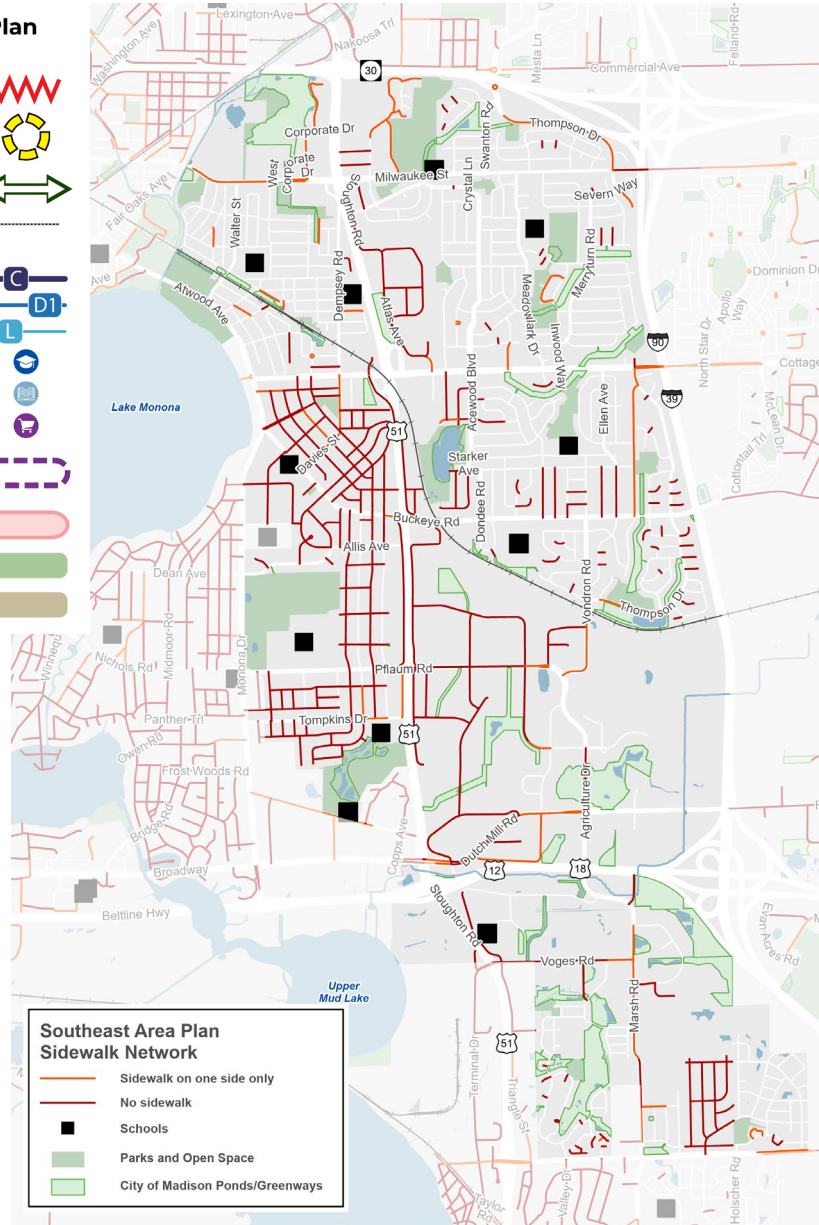 Plan
C
D1
L
Ave
Lexington Ave
Nakoosa Trl
Washington Ave
Mesta Ln
Felland Rd
30
Commercial Ave
Corporate Dr
Swanton Rd
Thompson Dr
West
Corporate
Dr
Milwaukee St
Crystal Ln
Severn Way
Fair Oaks Ave
Walter St
Stoughton Rd
Dempsey Rd
Merryturn Rd
Dominion Dr
Atwood Ave
Atlas Ave
Meadowlark Dr
Inwood Way
Apollo
Way
North Star Dr
90
Cottage
39
Lake Monona
Acewood Blvd
Ellen Ave
McLean Dr
51
Davies St
Starker
Ave
Cottontail Trl
Dondee Rd
Buckeye Rd
Allis Ave
Dean Ave
Vondron Rd
Thompson Dr
Midmoor Rd
Nichols Rd
Monona Dr
Pflaum Rd
Panther Trl
Tompkins Dr
51
Owen Rd
Frost Woods Rd
Agriculture Dr
Bridge Rd
Copps Ave
Dutch Mill Rd
Broadway
12
18
Beltline Hwy
Stoughton Rd
Evan Acres Rd
Voges Rd
Upper
Mud Lake
Marsh Rd
51
Terminal Dr
Triangle St
Valley Dr
Holscher Rd
Taylor
Rd
Southeast Area Plan
Sidewalk Network
Sidewalk on one side only
No sidewalk
Schools
Parks and Open Space
City of Madison Ponds/Greenways